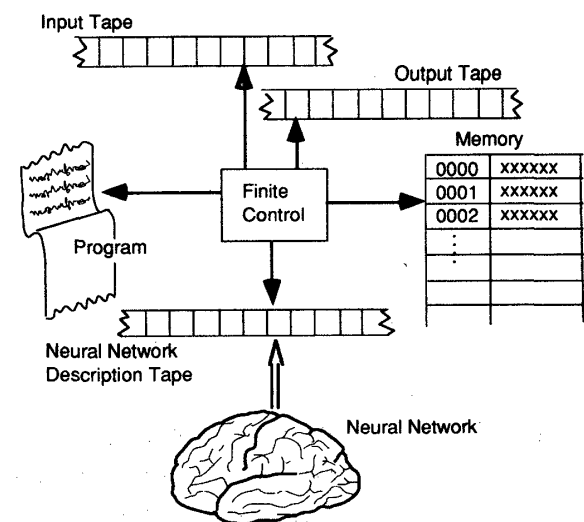 Input Tape
Output Tape
Memory
0000 xxxxxx
0001 xxxxxx
0002 xxxxxx
Finite
Control
Program
Neural Network
Description Tape
Neural Network